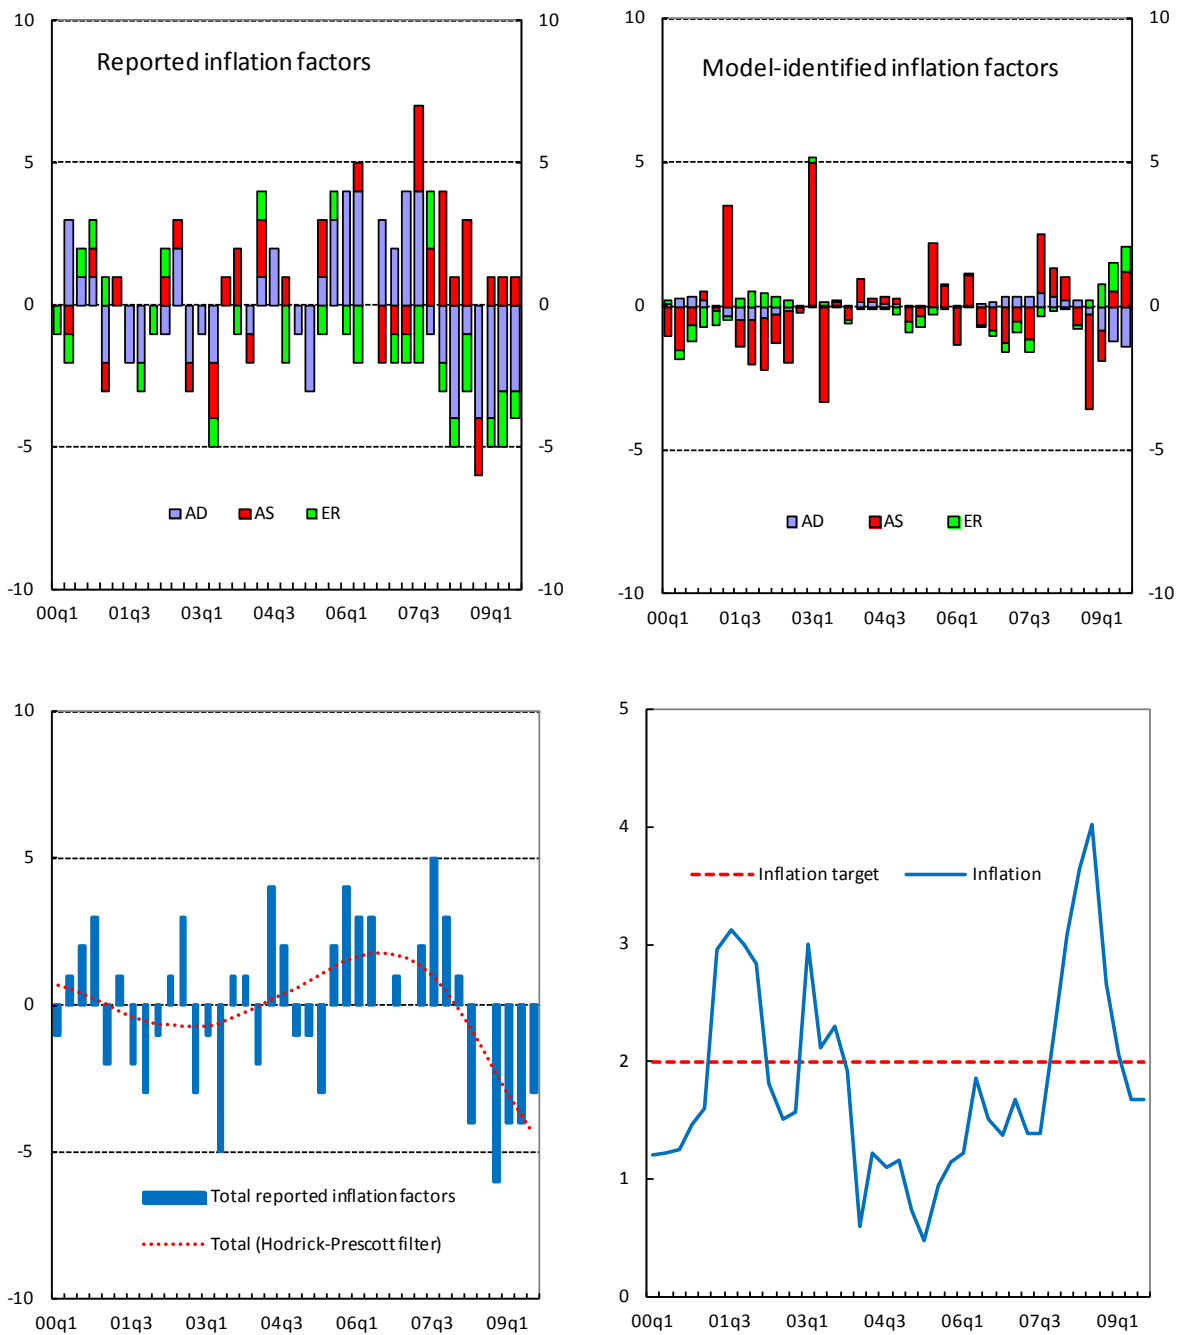 Reported inflation factors
10
5
0
-5
-10
10
5
0
-5
-10
AD AS ER
00q1 01q3 03q1 04q3 06q1 07q3 09q1
Model-identified inflation factors
10
5
0
-5
-10
10
5
0
-5
-10
AD AS ER
00q1 01q3 03q1 04q3 06q1 07q3 09q1
10
5
0
-5
-10
Total reported inflation factors
Total (Hodrick-Prescott filter)
00q1 01q3 03q1 04q3 06q1 07q3 09q1
5
4
3
2
1
0
Inflation target Inflation
00q1 01q3 03q1 04q3 06q1 07q3 09q1